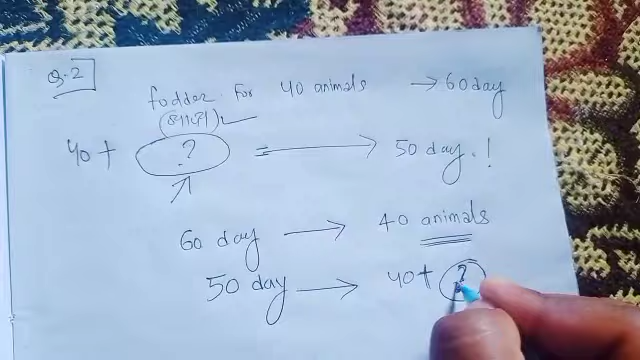 Q.2
fodder for 40 animals → 60 day
40 + ? ⟹ 50 day.!
60 day → 40 animals
50 day → 40 + ?